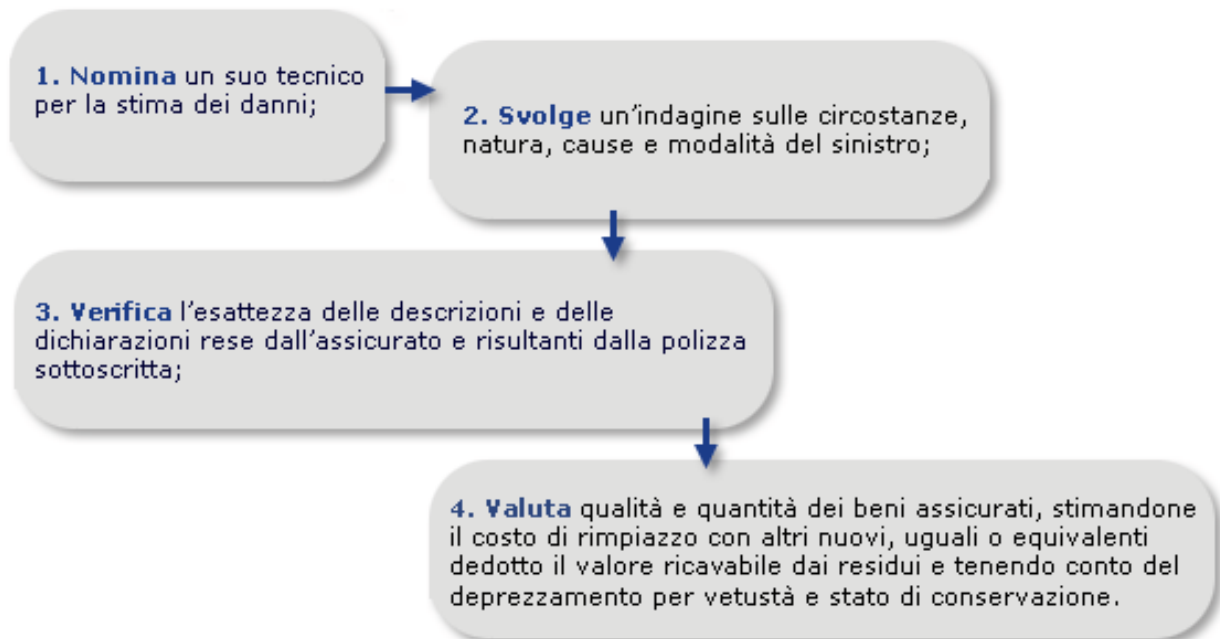 1. Nomina un suo tecnico
per la stima dei danni;
2. Svolge un'indagine sulle circostanze,
natura, cause e modalità del sinistro;
3. Verifica l'esattezza delle descrizioni e delle
dichiarazioni rese dall'assicurato e risultanti dalla polizza
sottoscritta;
4. Valuta qualità e quantità dei beni assicurati, stimandone
il costo di rimpiazzo con altri nuovi, uguali o equivalenti
dedotto il valore ricavabile dai residui e tenendo conto del
deprezzamento per vetustà e stato di conservazione.